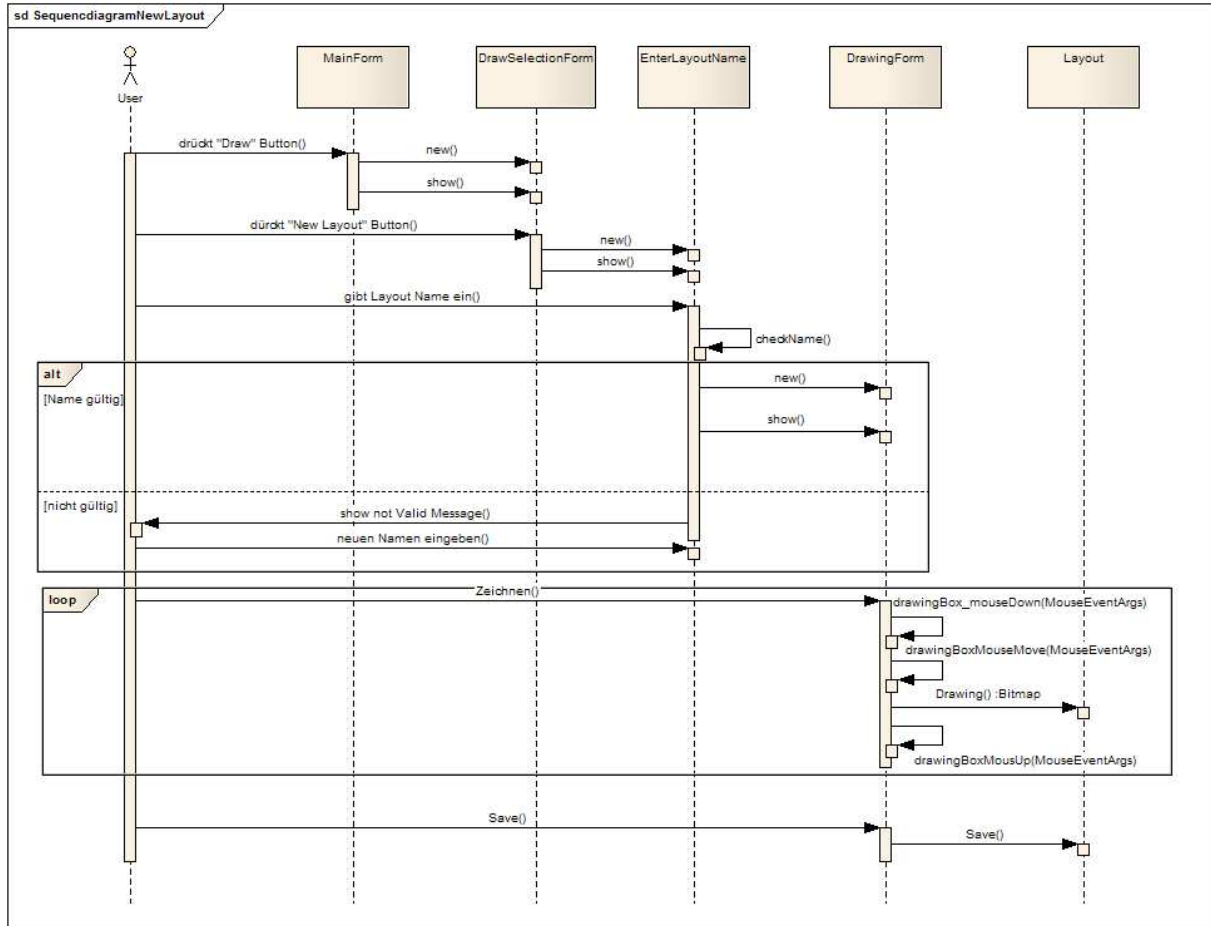 sd SequencdiagramNewLayout
User
MainForm
DrawSelectionForm
EnterLayoutName
DrawingForm
Layout
drückt "Draw" Button()
new()
show()
dürckt "New Layout" Button()
new()
show()
gibt Layout Name ein()
checkName()
alt
[Name gültig]
new()
show()
[nicht gültig]
show not Valid Message()
neuen Namen eingeben()
loop
Zeichnen()
drawingBox_mouseDown(MouseEventArgs)
drawingBoxMouseMove(MouseEventArgs)
Drawing() :Bitmap
drawingBoxMousUp(MouseEventArgs)
Save()
Save()